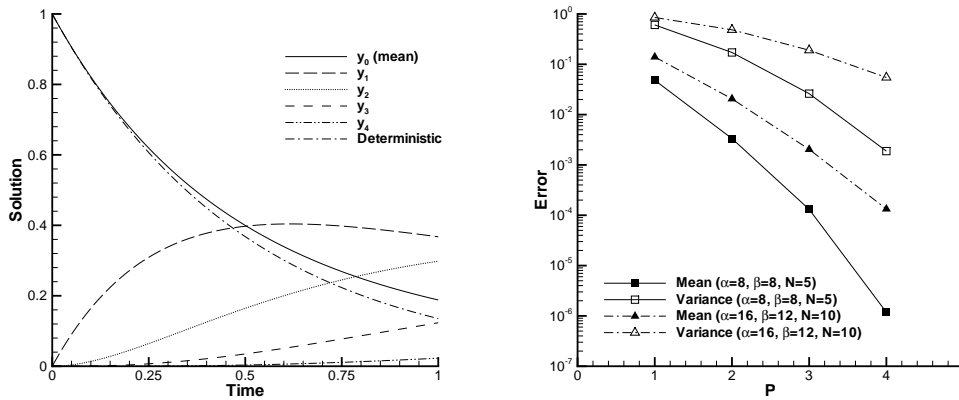 1
0.8
0.6
0.4
0.2
0
Solution
0
0.25
0.5
0.75
1
Time
y0 (mean)
y1
y2
y3
y4
Deterministic
10^1
10^0
10^-1
10^-2
10^-3
10^-4
10^-5
10^-6
10^-7
Error
0
1
2
3
4
5
P
Mean (α=8, β=8, N=5)
Variance (α=8, β=8, N=5)
Mean (α=16, β=12, N=10)
Variance (α=16, β=12, N=10)